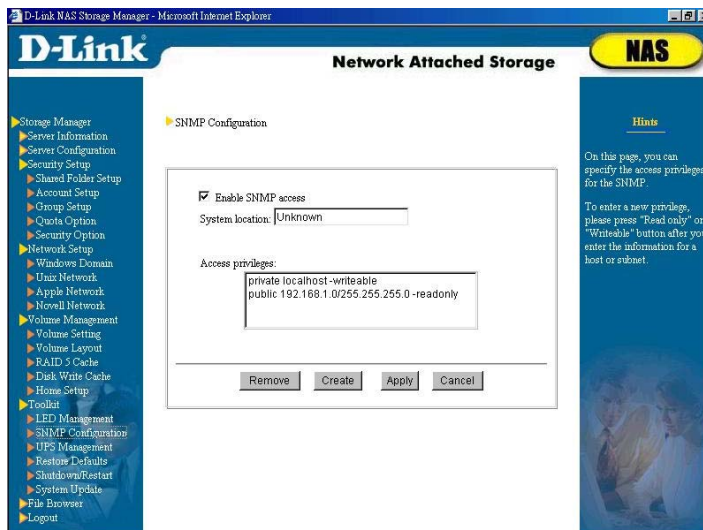 D-Link NAS Storage Manager - Microsoft Internet Explorer
D-Link
Network Attached Storage
NAS
Storage Manager
Server Information
Server Configuration
Security Setup
Shared Folder Setup
Account Setup
Group Setup
Quota Option
Security Option
Network Setup
Windows Domain
Unix Network
Apple Network
Novell Network
Volume Management
Volume Setting
Volume Layout
RAID 5 Cache
Disk Write Cache
Home Setup
Toolkit
LED Management
SNMP Configuration
UPS Management
Restore Defaults
Shutdown/Restart
System Update
File Browser
Logout
SNMP Configuration
Enable SNMP access
System location: Unknown
Access privileges:
private localhost -writeable
public 192.168.1.0/255.255.255.0 -readonly
Remove Create Apply Cancel
Hints
On this page, you can
specify the access privileges
for the SNMP.
To enter a new privilege,
please press "Read only" or
"Writeable" button after you
enter the information for a
host or subnet.